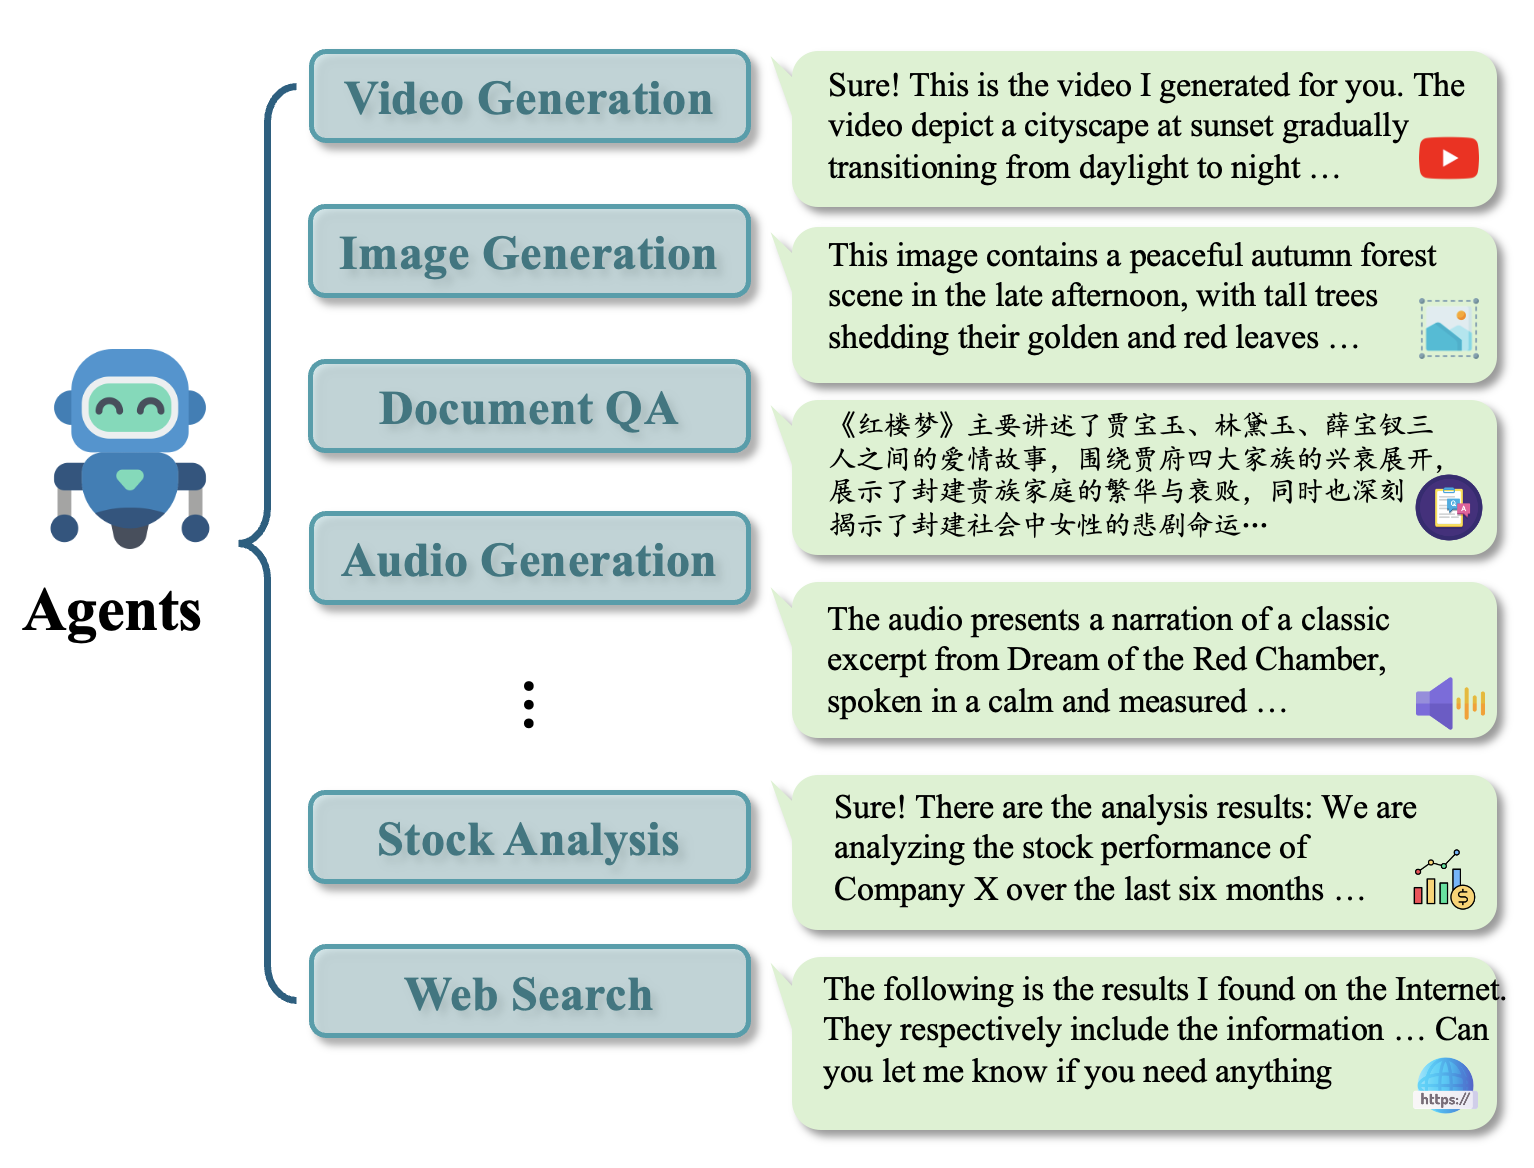 Video Generation
Sure! This is the video I generated for you. The
video depict a cityscape at sunset gradually
transitioning from daylight to night …
Image Generation
This image contains a peaceful autumn forest
scene in the late afternoon, with tall trees
shedding their golden and red leaves …
Document QA
《红楼梦》主要讲述了贾宝玉、林黛玉、薛宝钗三
人之间的爱情故事，围绕贾府四大家族的兴衰展开，
展示了封建贵族家庭的繁华与衰败，同时也深刻
揭示了封建社会中女性的悲剧命运…
Q
A
Agents
Audio Generation
The audio presents a narration of a classic
excerpt from Dream of the Red Chamber,
spoken in a calm and measured …
Stock Analysis
Sure! There are the analysis results: We are
analyzing the stock performance of
Company X over the last six months …
$
Web Search
The following is the results I found on the Internet.
They respectively include the information … Can
you let me know if you need anything
https://